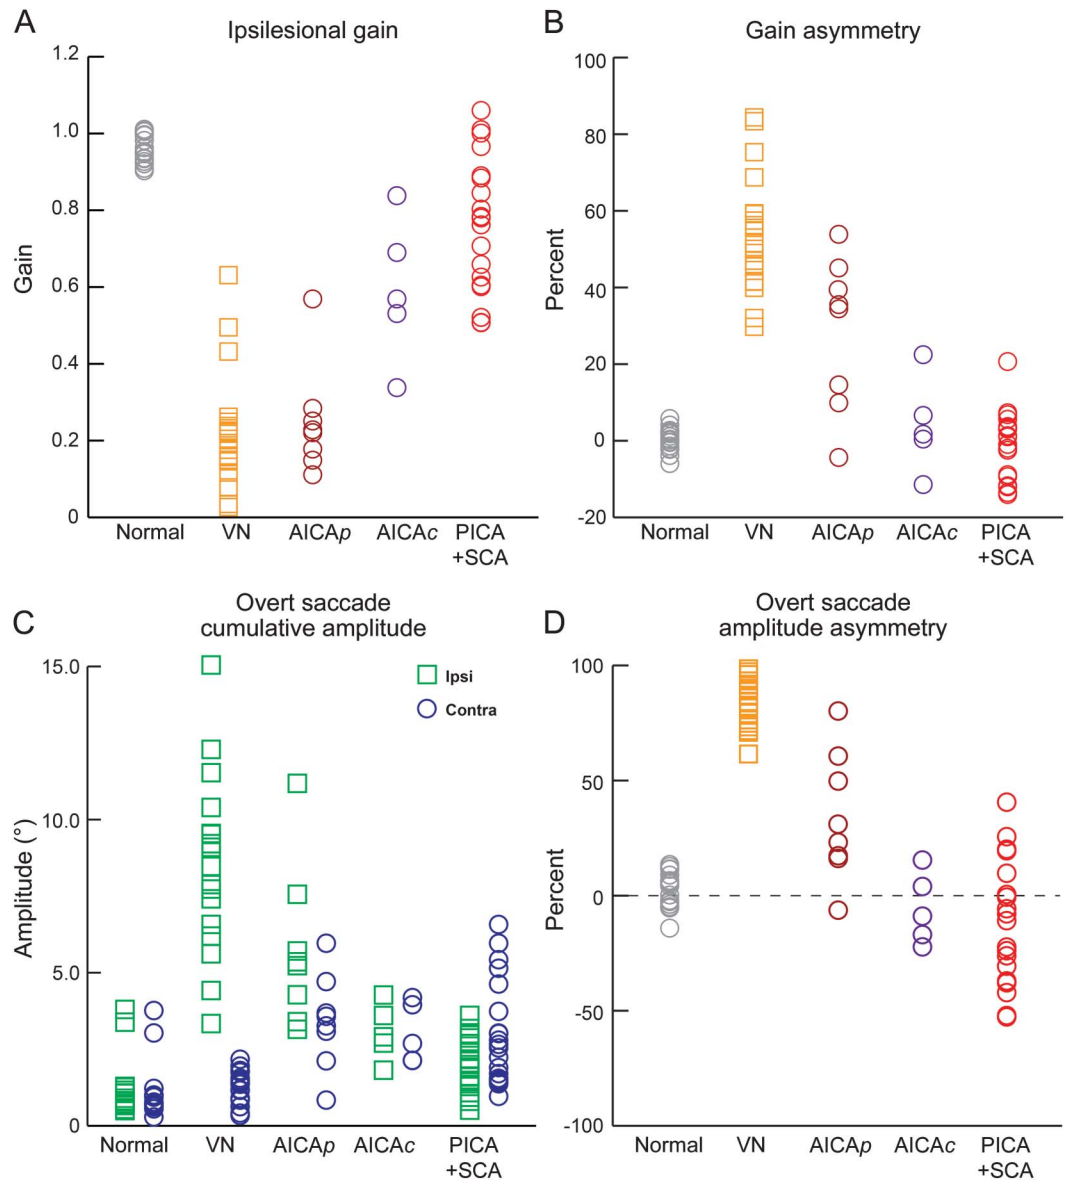 A
Ipsilesional gain
Gain
1.2
1.0
0.8
0.6
0.4
0.2
0
Normal VN AICAp AICAc PICA
+SCA
B
Gain asymmetry
Percent
100
80
60
40
20
0
-20
Normal VN AICAp AICAc PICA
+SCA
C
Overt saccade
cumulative amplitude
Amplitude (°)
15.0
10.0
5.0
0
Ipsi
Contra
Normal VN AICAp AICAc PICA
+SCA
D
Overt saccade
amplitude asymmetry
Percent
100
50
0
-50
-100
Normal VN AICAp AICAc PICA
+SCA